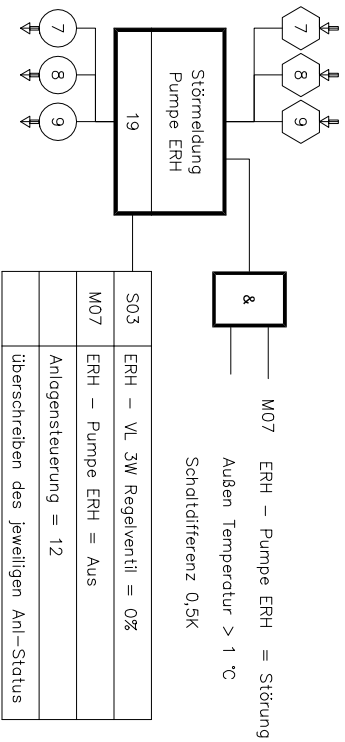 7
8
9
Störmeldung
Pumpe ERH
19
7
8
9
&
M07 ERH – Pumpe ERH = Störung
Außen Temperatur > 1 °C
Schaltdifferenz 0,5K
S03 ERH – VL 3W Regelventil = 0%
M07 ERH – Pumpe ERH = Aus
Anlagensteuerung = 12
überschreiben des jeweiligen Anl–Status